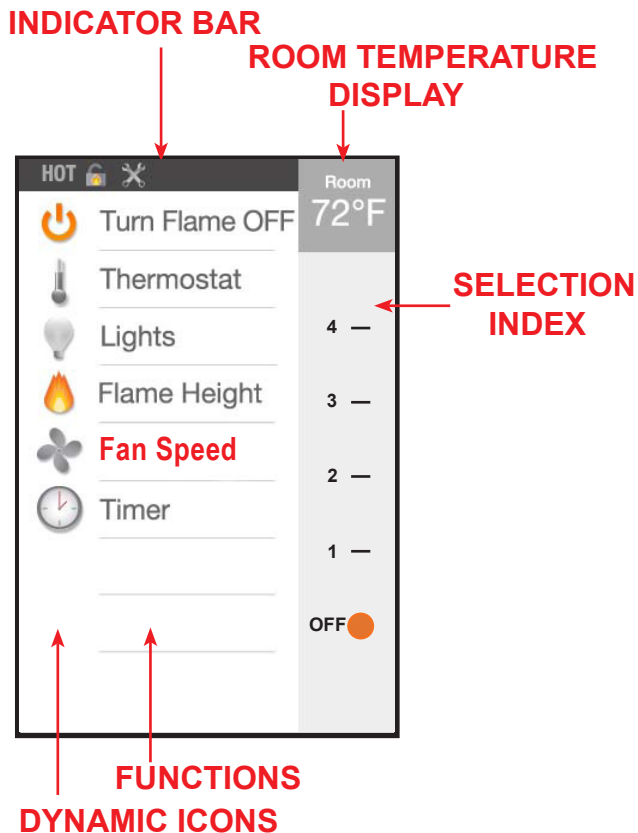 INDICATOR BAR
ROOM TEMPERATURE
DISPLAY
HOT
Room
72°F
Turn Flame OFF
Thermostat
SELECTION
INDEX
4
Lights
Flame Height
3
Fan Speed
2
Timer
1
OFF
FUNCTIONS
DYNAMIC ICONS